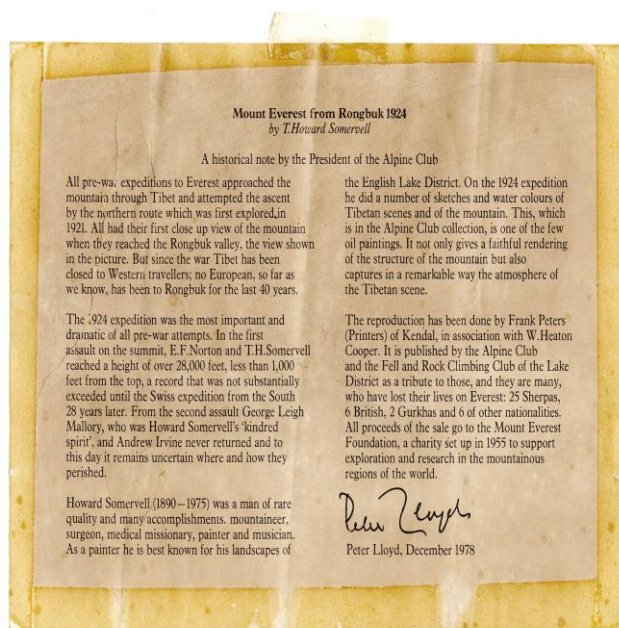 Mount Everest from Rongbuk 1924
by T.Howard Somervell
A historical note by the President of the Alpine Club
All pre-war expeditions to Everest approached the
mountain through Tibet and attempted the ascent
by the northern route which was first explored in
1921. All had their first close up view of the mountain
when they reached the Rongbuk valley, the view shown
in the picture. But since the war Tibet has been
closed to Western travellers; no European, so far as
we know, has been to Rongbuk for the last 40 years.
The 1924 expedition was the most important and
dramatic of all pre-war attempts. In the first
assault on the summit, E.F.Norton and T.H.Somervell
reached a height of over 28,000 feet, less than 1,000
feet from the top, a record that was not substantially
exceeded until the Swiss expedition from the South
28 years later. From the second assault George Leigh
Mallory, who was Howard Somervell's 'kindred
spirit', and Andrew Irvine never returned and to
this day it remains uncertain where and how they
perished.
Howard Somervell (1890–1975) was a man of rare
quality and many accomplishments. mountaineer,
surgeon, medical missionary, painter and musician.
As a painter he is best known for his landscapes of
the English Lake District. On the 1924 expedition
he did a number of sketches and water colours of
Tibetan scenes and of the mountain. This, which
is in the Alpine Club collection, is one of the few
oil paintings. It not only gives a faithful rendering
of the structure of the mountain but also
captures in a remarkable way the atmosphere of
the Tibetan scene.
The reproduction has been done by Frank Peters
(Printers) of Kendal, in association with W.Heaton
Cooper. It is published by the Alpine Club
and the Fell and Rock Climbing Club of the Lake
District as a tribute to those, and they are many,
who have lost their lives on Everest: 25 Sherpas,
6 British, 2 Gurkhas and 6 of other nationalities.
All proceeds of the sale go to the Mount Everest
Foundation, a charity set up in 1955 to support
exploration and research in the mountainous
regions of the world.
Peter Lloyd
Peter Lloyd, December 1978